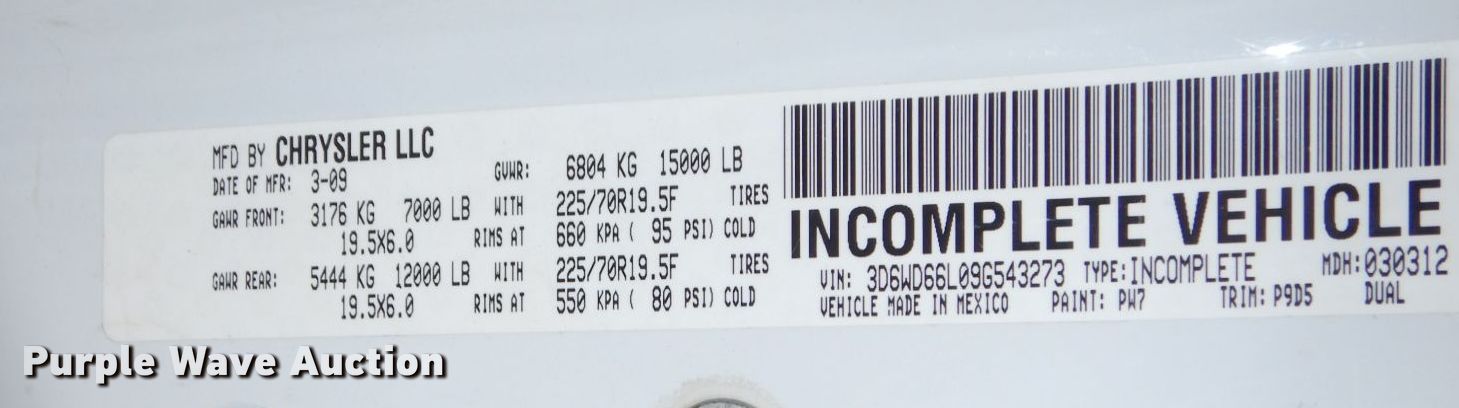 MFD BY CHRYSLER LLC
DATE OF MFR: 3-09 GVWR: 6804 KG 15000 LB
GAWR FRONT: 3176 KG 7000 LB WITH 225/70R19.5F TIRES
19.5X6.0 RIMS AT 660 KPA ( 95 PSI) COLD
GAWR REAR: 5444 KG 12000 LB WITH 225/70R19.5F TIRES
19.5X6.0 RIMS AT 550 KPA ( 80 PSI) COLD
INCOMPLETE VEHICLE
VIN: 3D6WD66L09G543273 TYPE:INCOMPLETE MDH:030312
VEHICLE MADE IN MEXICO PAINT: PW7 TRIM: P9D5 DUAL
Purple Wave Auction